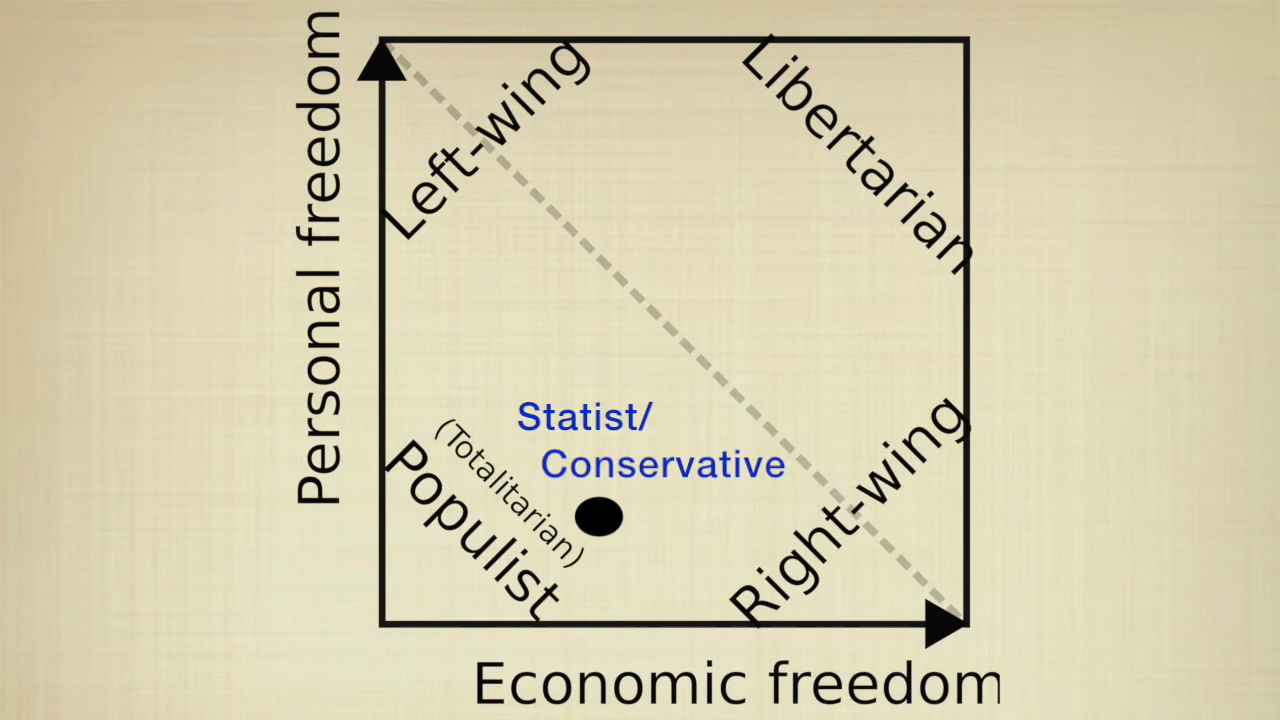 Personal freedom
Left-wing
Libertarian
Statist/
Conservative
(Totalitarian)
Populist
Right-wing
Economic freedom